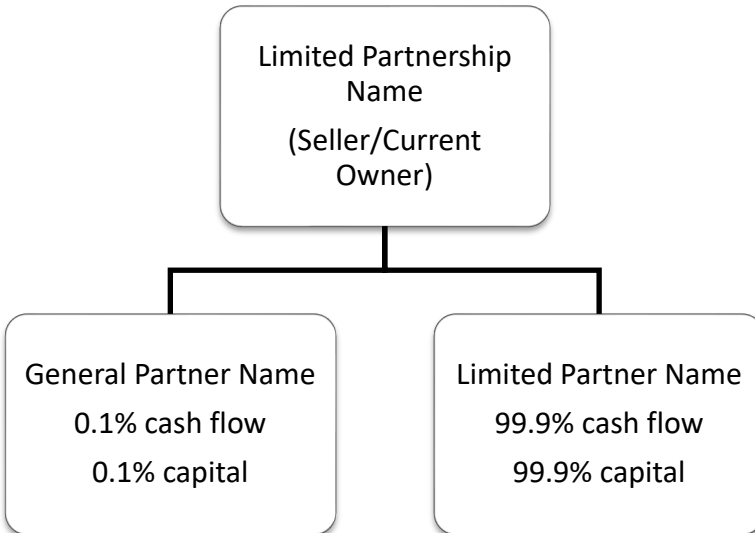 Limited Partnership
Name
(Seller/Current
Owner)
General Partner Name
0.1% cash flow
0.1% capital
Limited Partner Name
99.9% cash flow
99.9% capital